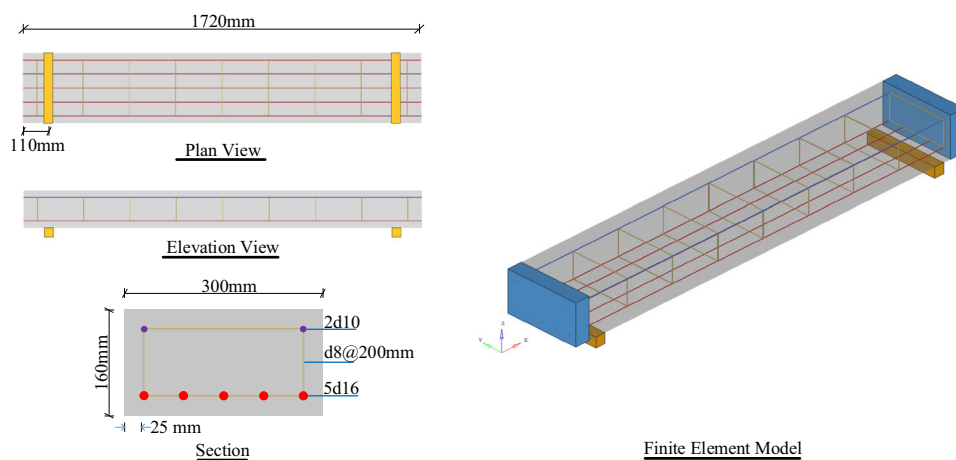 1720mm
110mm
Plan View
Elevation View
300mm
160mm
2d10
d8@200mm
5d16
25 mm
Section
Z
Y
X
Finite Element Model